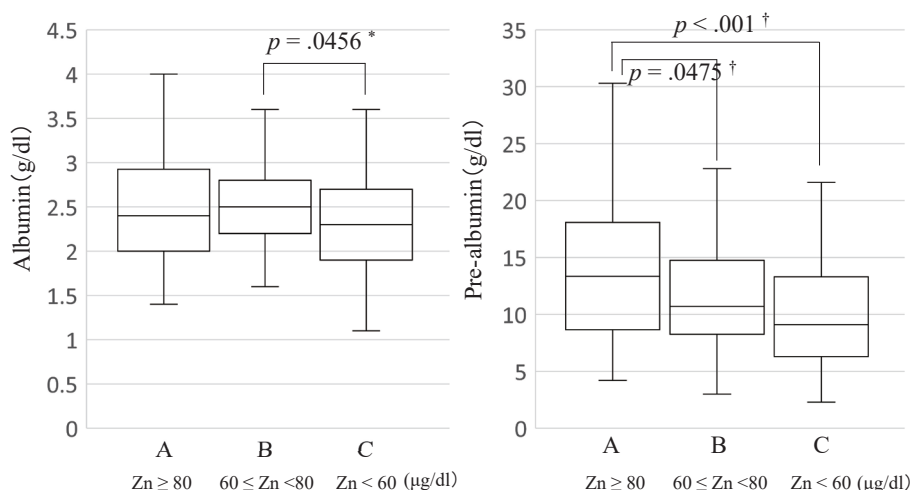 Albumin(g/dl)
4.5
4
3.5
3
2.5
2
1.5
1
0.5
0
p = .0456 *
A
B
C
Zn ≥ 80
60 ≤ Zn <80
Zn < 60 (μg/dl)
Pre-albumin(g/dl)
35
30
25
20
15
10
5
0
p < .001 †
p = .0475 †
A
B
C
Zn ≥ 80
60 ≤ Zn <80
Zn < 60 (μg/dl)